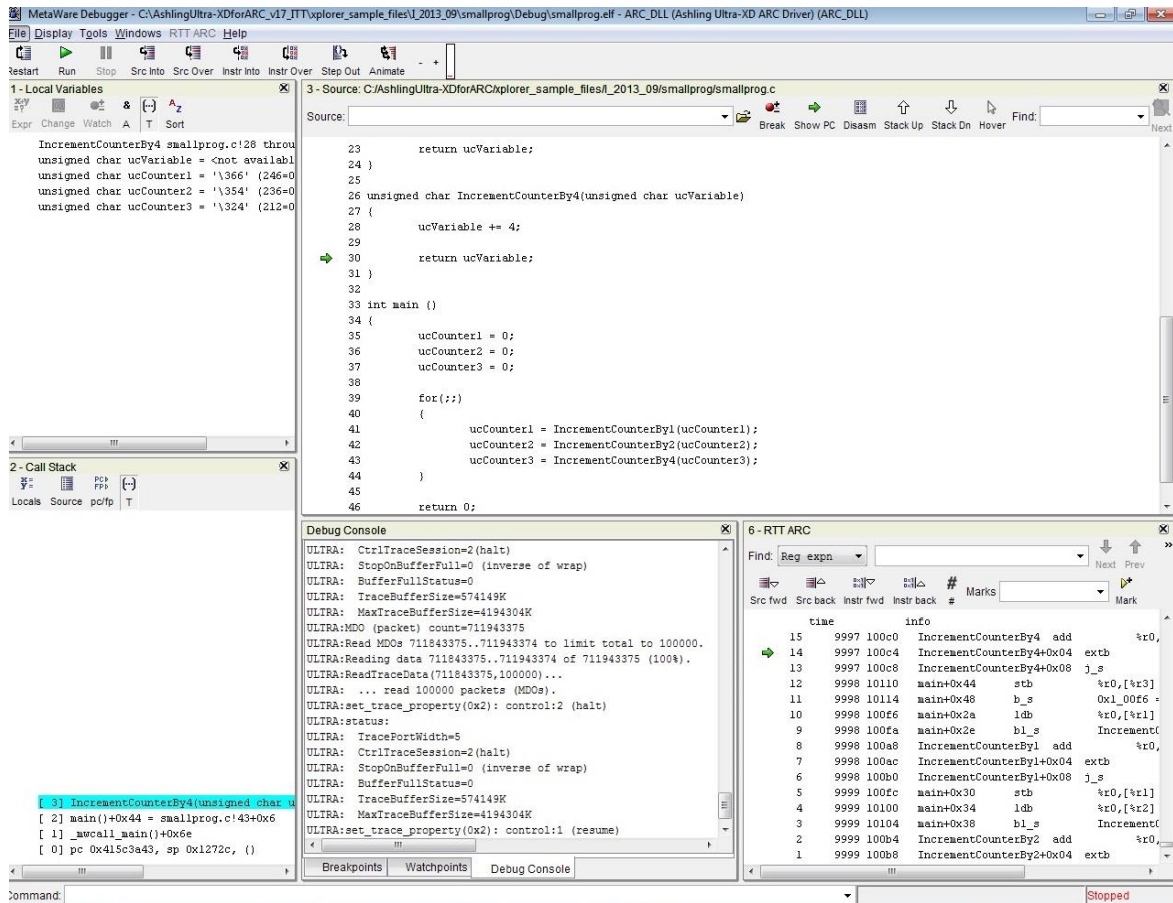 MetaWare Debugger - C:\AshlingUltra-XDforARC_v17_ITT\xplorer_sample_files\I_2013_09\smallprog\Debug\smallprog.elf - ARC_DLL (Ashling Ultra-XD ARC Driver) (ARC_DLL)
File Display Tools Windows RTT ARC Help
Restart Run Stop Src Into Src Over Instr Into Instr Over Step Out Animate - +
1 - Local Variables
Expr Change Watch A T Sort
IncrementCounterBy4 smallprog.c!28 throu
unsigned char ucVariable = <not availabl
unsigned char ucCounter1 = '\366' (246=0
unsigned char ucCounter2 = '\354' (236=0
unsigned char ucCounter3 = '\324' (212=0
2 - Call Stack
Locals Source pc/fp T
[ 3] IncrementCounterBy4(unsigned char u
[ 2] main()+0x44 = smallprog.c!43+0x6
[ 1] _mwcall_main()+0x6e
[ 0] pc 0x415c3a43, sp 0x1272c, ()
3 - Source: C:/AshlingUltra-XDforARC/xplorer_sample_files/I_2013_09/smallprog/smallprog.c
Source: Break Show PC Disasm Stack Up Stack Dn Hover Find: Next
23 return ucVariable;
24 }
25
26 unsigned char IncrementCounterBy4(unsigned char ucVariable)
27 {
28 ucVariable += 4;
29
30 return ucVariable;
31 }
32
33 int main ()
34 {
35 ucCounter1 = 0;
36 ucCounter2 = 0;
37 ucCounter3 = 0;
38
39 for(;;)
40 {
41 ucCounter1 = IncrementCounterBy1(ucCounter1);
42 ucCounter2 = IncrementCounterBy2(ucCounter2);
43 ucCounter3 = IncrementCounterBy4(ucCounter3);
44 }
45
46 return 0;
Debug Console
ULTRA: CtrlTraceSession=2(halt)
ULTRA: StopOnBufferFull=0 (inverse of wrap)
ULTRA: BufferFullStatus=0
ULTRA: TraceBufferSize=574149K
ULTRA: MaxTraceBufferSize=4194304K
ULTRA:MDO (packet) count=711943375
ULTRA:Read MDOs 711843375..711943374 to limit total to 100000.
ULTRA:Reading data 711843375..711943374 of 711943375 (100%).
ULTRA:ReadTraceData(711843375,100000)...
ULTRA: ... read 100000 packets (MDOs).
ULTRA:set_trace_property(0x2): control:2 (halt)
ULTRA:status:
ULTRA: TracePortWidth=5
ULTRA: CtrlTraceSession=2(halt)
ULTRA: StopOnBufferFull=0 (inverse of wrap)
ULTRA: BufferFullStatus=0
ULTRA: TraceBufferSize=574149K
ULTRA: MaxTraceBufferSize=4194304K
ULTRA:set_trace_property(0x2): control:1 (resume)
Breakpoints Watchpoints Debug Console
6 - RTT ARC
Find: Reg expn Next Prev
Src fwd Src back Instr fwd Instr back # Marks Mark
time info
15 9997 100c0 IncrementCounterBy4 add %r0,
14 9997 100c4 IncrementCounterBy4+0x04 extb
13 9997 100c8 IncrementCounterBy4+0x08 j_s
12 9998 10110 main+0x44 stb %r0,[%r3]
11 9998 10114 main+0x48 b_s 0x1_00f6 =
10 9998 100f6 main+0x2a ldb %r0,[%r1]
9 9998 100fa main+0x2e bl_s Increment
8 9998 100a8 IncrementCounterBy1 add %r0,
7 9998 100ac IncrementCounterBy1+0x04 extb
6 9998 100b0 IncrementCounterBy1+0x08 j_s
5 9999 100fc main+0x30 stb %r0,[%r1]
4 9999 10100 main+0x34 ldb %r0,[%r2]
3 9999 10104 main+0x38 bl_s Increment
2 9999 100b4 IncrementCounterBy2 add %r0,
1 9999 100b8 IncrementCounterBy2+0x04 extb
Command: Stopped